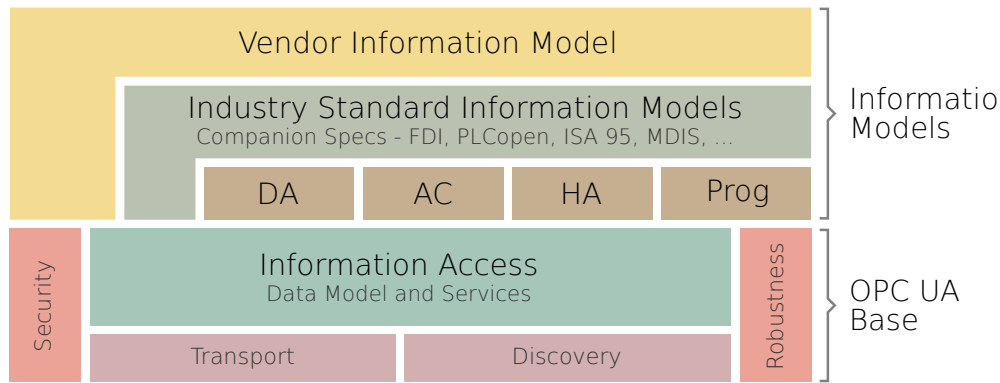 Vendor Information Model
Industry Standard Information Models
Companion Specs - FDI, PLCopen, ISA 95, MDIS, ...
DA
AC
HA
Prog
Informatio
Models
Security
Information Access
Data Model and Services
Robustness
Transport
Discovery
OPC UA
Base